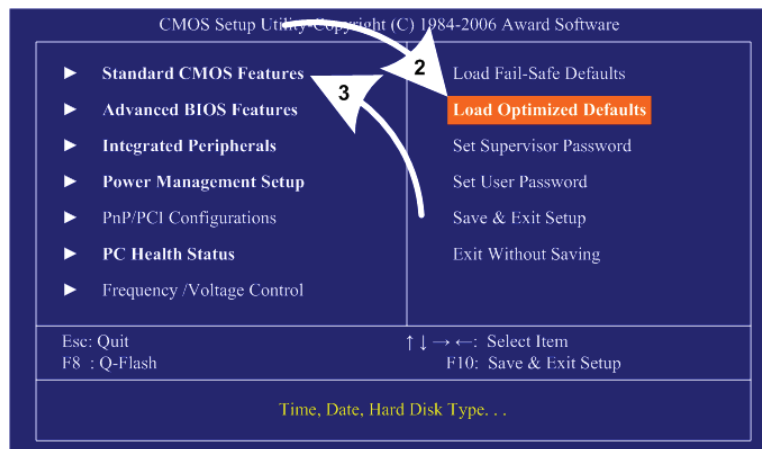 CMOS Setup Utility-Copyright (C) 1984-2006 Award Software
► Standard CMOS Features
► Advanced BIOS Features
► Integrated Peripherals
► Power Management Setup
► PnP/PCI Configurations
► PC Health Status
► Frequency /Voltage Control
2
3
Load Fail-Safe Defaults
Load Optimized Defaults
Set Supervisor Password
Set User Password
Save & Exit Setup
Exit Without Saving
Esc: Quit
F8 : Q-Flash
↑ ↓ → ←: Select Item
F10: Save & Exit Setup
Time, Date, Hard Disk Type. . .